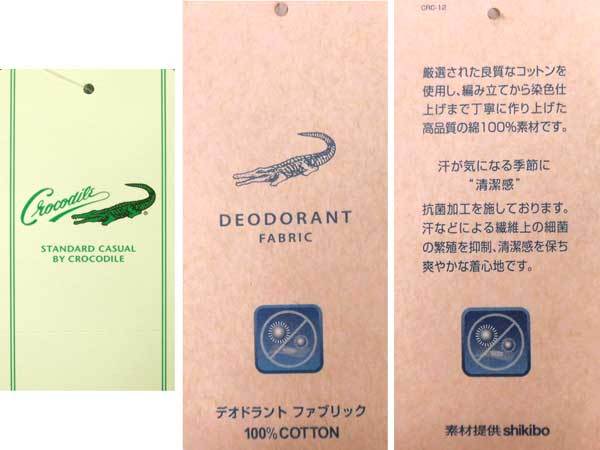 Crocodile
®
STANDARD CASUAL
BY CROCODILE
DEODORANT
FABRIC
デオドラント ファブリック
100% COTTON
CRC-12
厳選された良質なコットンを
使用し、編み立てから染色仕
上げまで丁寧に作り上げた
高品質の綿100%素材です。
汗が気になる季節に
“清潔感”
抗菌加工を施しております。
汗などによる繊維上の細菌
の繁殖を抑制、清潔感を保ち
爽やかな着心地です。
素材提供 shikibo